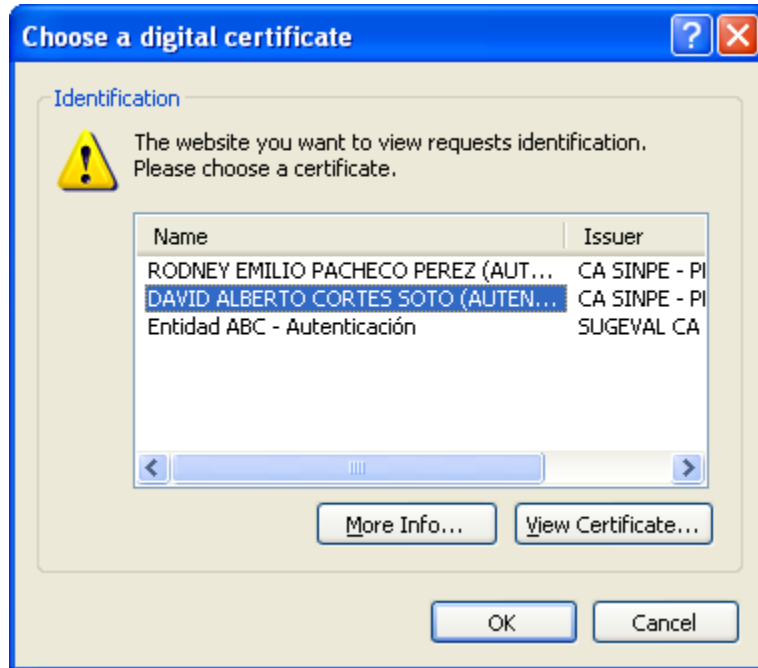 Choose a digital certificate
Identification
The website you want to view requests identification.
Please choose a certificate.
Name Issuer
RODNEY EMILIO PACHECO PEREZ (AUT... CA SINPE - PI
DAVID ALBERTO CORTES SOTO (AUTEN... CA SINPE - PI
Entidad ABC - Autenticación SUGEVAL CA
More Info... View Certificate...
OK Cancel